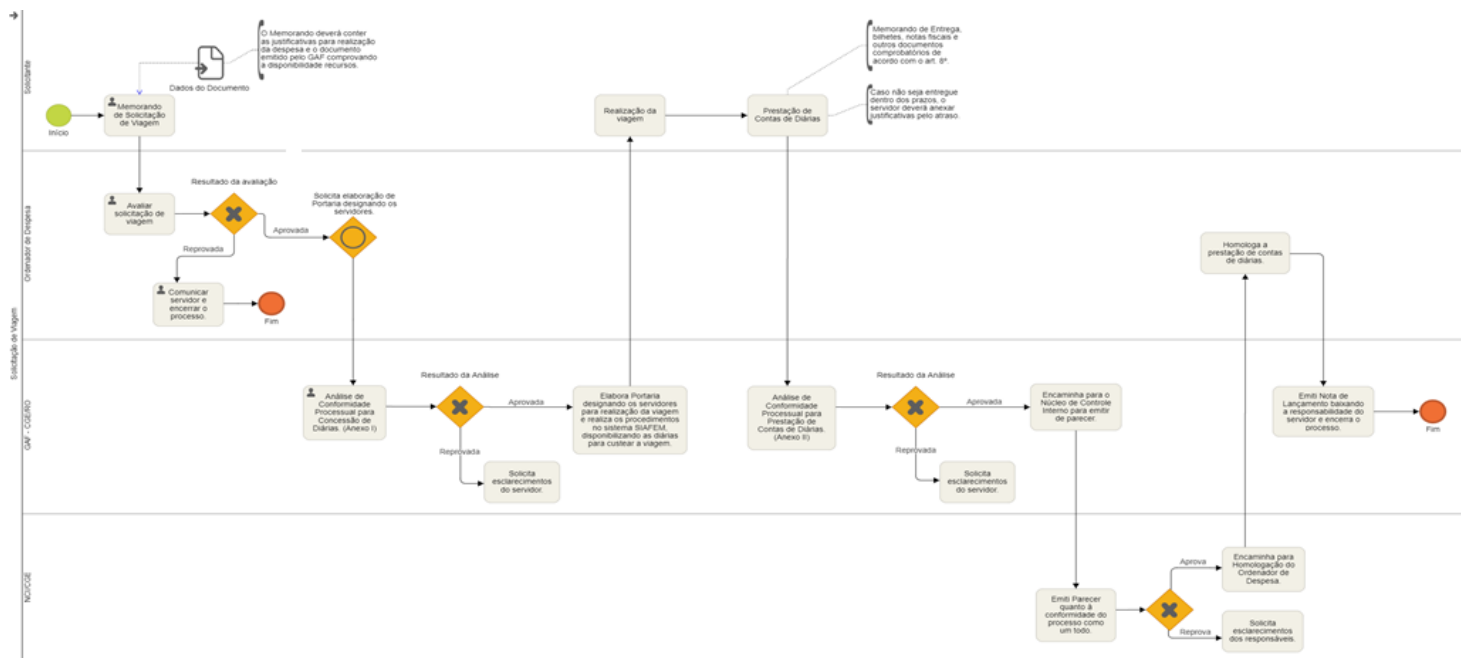 Solicitação de Viagem
Solicitante
O Memorando deverá conter
as justificativas para realização
da despesa e o documento
emitido pelo GAF comprovando
a disponibilidade recursos.
Dados do Documento
Início
Memorando
de Solicitação
de Viagem
Realização da
viagem
Prestação de
Contas de Diárias
Memorando de Entrega,
bilhetes, notas fiscais e
outros documentos
comprobatórios de
acordo com o art. 8º.
Caso não seja entregue
dentro dos prazos, o
servidor deverá anexar
justificativas pelo atraso.
Ordenador de Despesa
Avaliar
solicitação de
viagem
Resultado da avaliação
Aprovada
Reprovada
Solicita elaboração de
Portaria designando os
servidores.
Comunicar
servidor e
encerrar o
processo.
Fim
Homologa a
prestação de contas
de diárias.
GAF - CGE/RO
Análise de
Conformidade
Processual para
Concessão de
Diárias. (Anexo I)
Resultado da Análise
Aprovada
Reprovada
Solicita
esclarecimentos
do servidor.
Elabora Portaria
designando os servidores
para realização da viagem
e realiza os procedimentos
no sistema SIAFEM,
disponibilizando as diárias
para custear a viagem.
Análise de
Conformidade
Processual para
Prestação de
Contas de Diárias.
(Anexo II)
Resultado da Análise
Aprovada
Reprovada
Solicita
esclarecimentos
do servidor.
Encaminha para o
Núcleo de Controle
Interno para emitir
de parecer.
Emiti Nota de
Lançamento baixando
a responsabilidade do
servidor e encerra o
processo.
Fim
NCI/CGE
Emiti Parecer
quanto à
conformidade do
processo como
um todo.
Aprova
Reprova
Encaminha para
Homologação do
Ordenador de
Despesa.
Solicita
esclarecimentos
dos responsáveis.